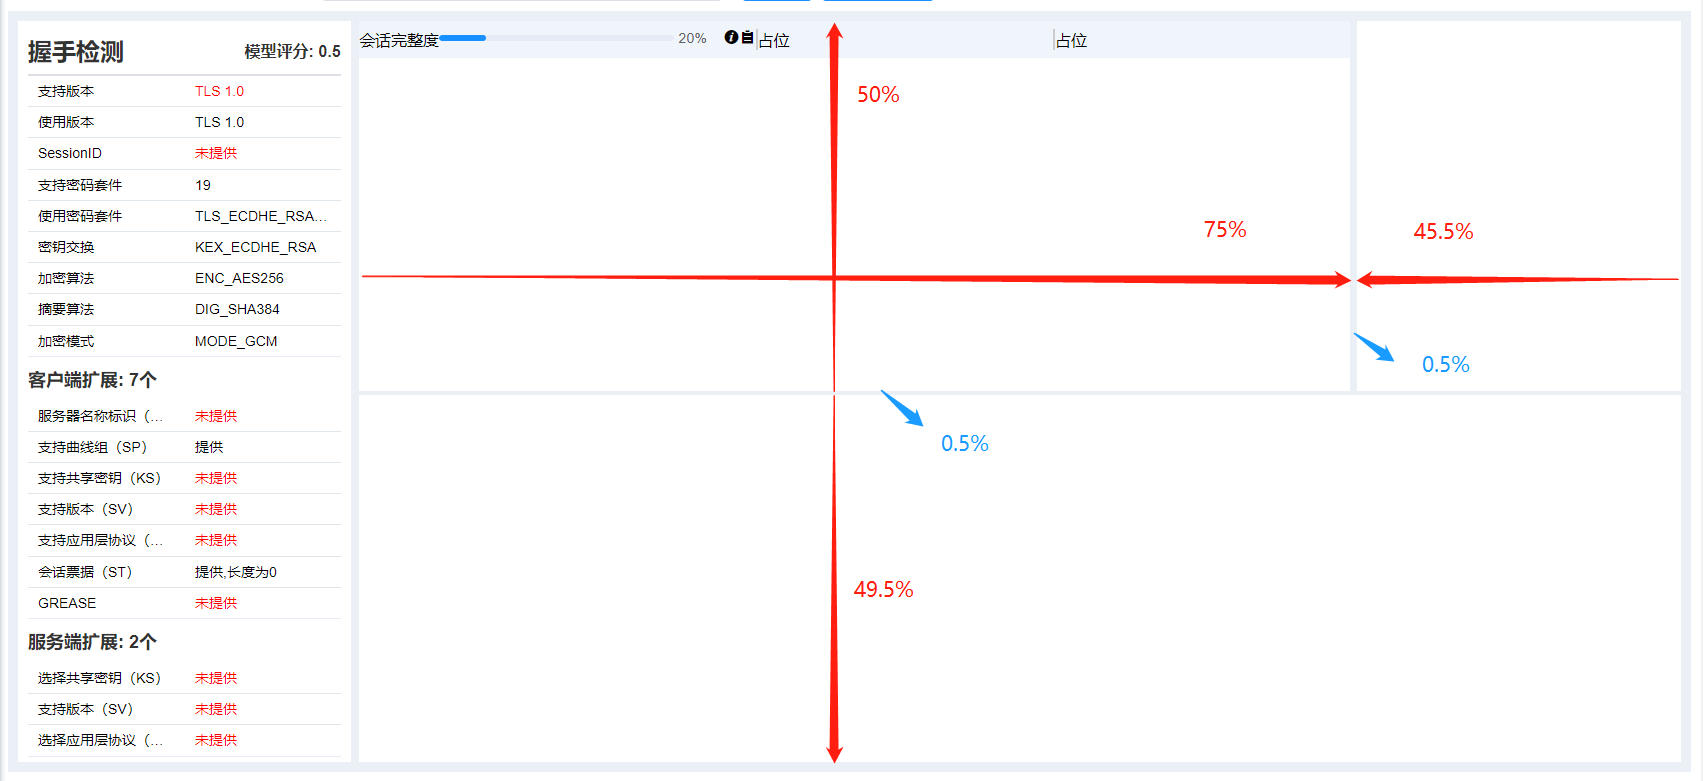 握手检测 模型评分: 0.5
支持版本 TLS 1.0
使用版本 TLS 1.0
SessionID 未提供
支持密码套件 19
使用密码套件 TLS_ECDHE_RSA...
密钥交换 KEX_ECDHE_RSA
加密算法 ENC_AES256
摘要算法 DIG_SHA384
加密模式 MODE_GCM
客户端扩展: 7个
服务器名称标识（... 未提供
支持曲线组（SP） 提供
支持共享密钥（KS） 未提供
支持版本（SV） 未提供
支持应用层协议（... 未提供
会话票据（ST） 提供,长度为0
GREASE 未提供
服务端扩展: 2个
选择共享密钥（KS） 未提供
支持版本（SV） 未提供
选择应用层协议（... 未提供
会话完整度 20% 占位 占位
50%
75%
45.5%
0.5%
0.5%
49.5%